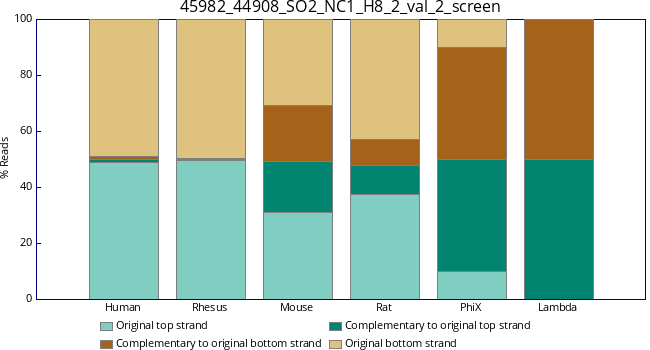 45982_44908_SO2_NC1_H8_2_val_2_screen
100
80
60
40
20
0
% Reads
Human Rhesus Mouse Rat PhiX Lambda
Original top strand Complementary to original top strand
Complementary to original bottom strand Original bottom strand